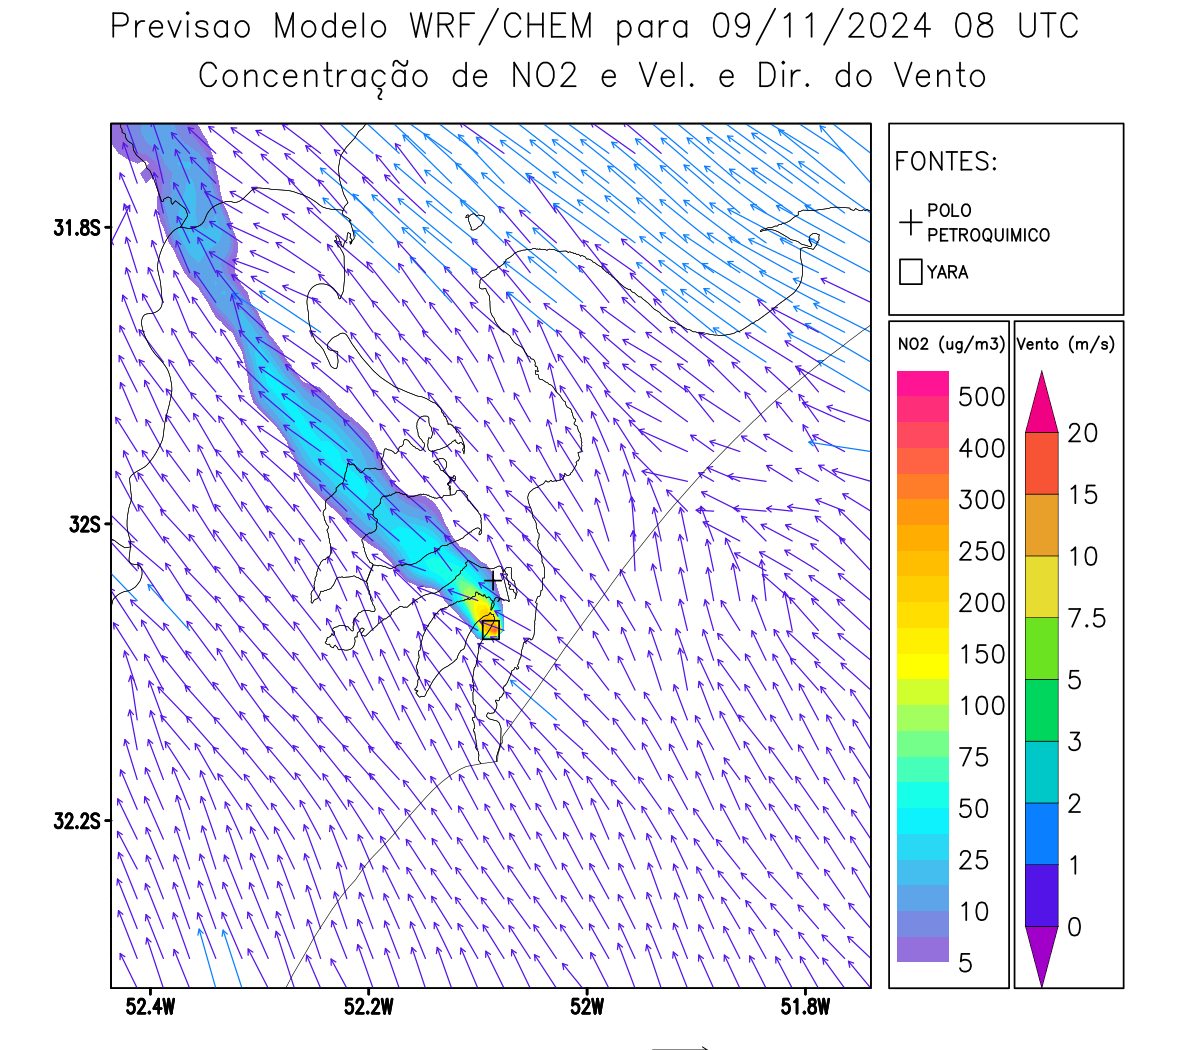 Previsao Modelo WRF/CHEM para 09/11/2024 08 UTC
Concentração de NO2 e Vel. e Dir. do Vento
FONTES:
POLO
PETROQUIMICO
YARA
NO2 (ug/m3)
500
400
300
250
200
150
100
75
50
25
10
5
Vento (m/s)
20
15
10
7.5
5
3
2
1
0
31.8S
32S
32.2S
52.4W
52.2W
52W
51.8W